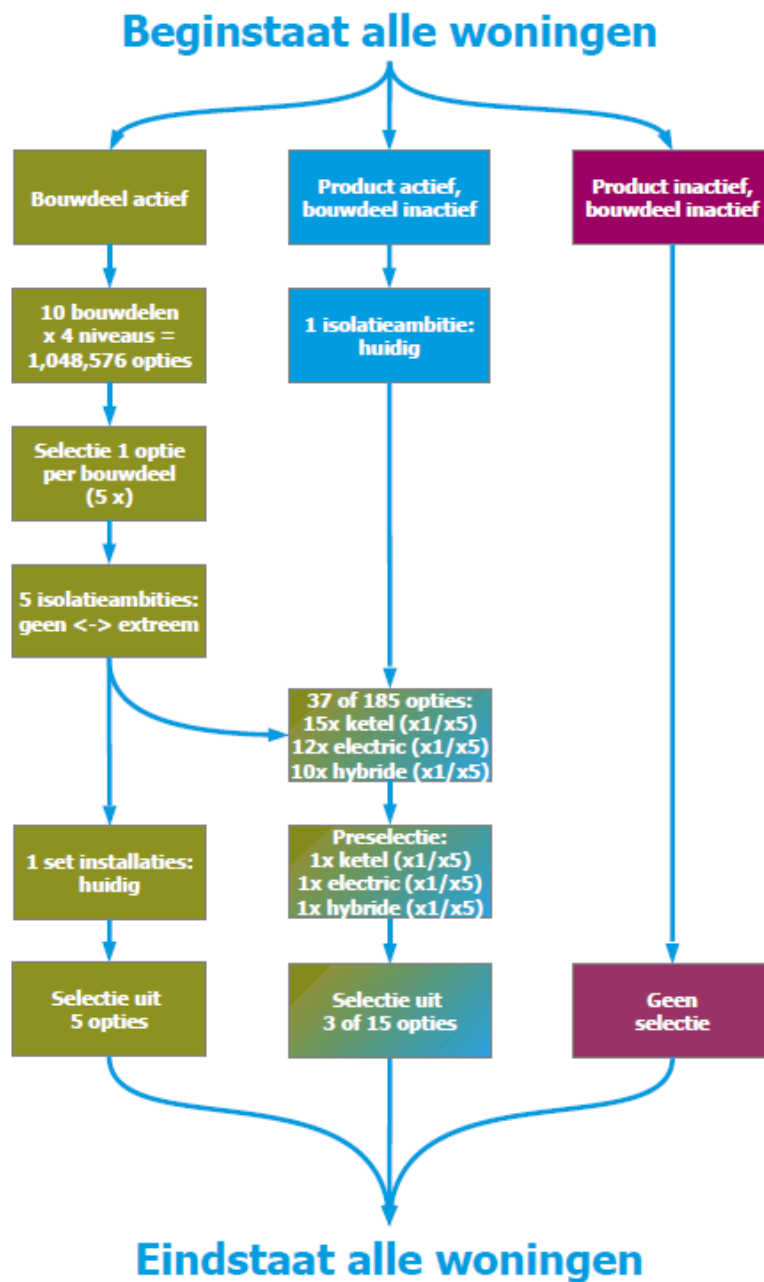 Beginstaat alle woningen
Bouwdeel actief
Product actief,
bouwdeel inactief
Product inactief,
bouwdeel inactief
10 bouwdelen
x 4 niveaus =
1,048,576 opties
1 isolatieambitie:
huidig
Selectie 1 optie
per bouwdeel
(5 x)
5 isolatieambities:
geen <-> extreem
37 of 185 opties:
15x ketel (x1/x5)
12x electric (x1/x5)
10x hybride (x1/x5)
1 set installaties:
huidig
Preselectie:
1x ketel (x1/x5)
1x electric (x1/x5)
1x hybride (x1/x5)
Selectie uit
5 opties
Selectie uit
3 of 15 opties
Geen
selectie
Eindstaat alle woningen